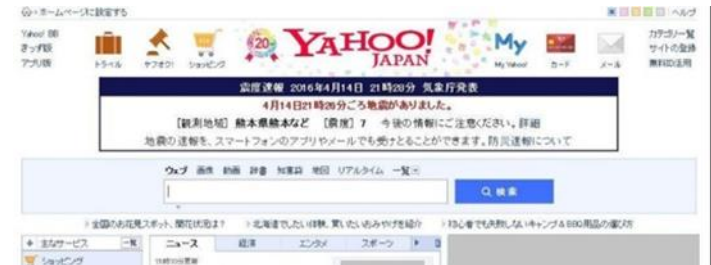 ホームページに設定する
ヘルプ
Yahoo! BB
きっず版
アプリ版
トラベル
ヤフオク!
ショッピング
20
YAHOO!
JAPAN
My
My Yahoo!
カード
メール
カテゴリ一覧
サイトの登録
無料ID活用
震度速報 2016年4月14日 21時28分 気象庁発表
4月14日21時26分ごろ地震がありました。
【観測地域】 熊本県熊本など 【震度】 7 今後の情報にご注意ください。詳細
地震の速報を、スマートフォンのアプリやメールでも受けとることができます。防災速報について
ウェブ 画像 動画 辞書 知恵袋 地図 リアルタイム 一覧
検索
全国のお花見スポット、開花状況は?
北海道でしたい体験、買いたいおみやげを紹介
初心者でも失敗しないキャンプ&BBQ用品の選び方
主なサービス 一覧
ニュース 経済 エンタメ スポーツ
ショッピング